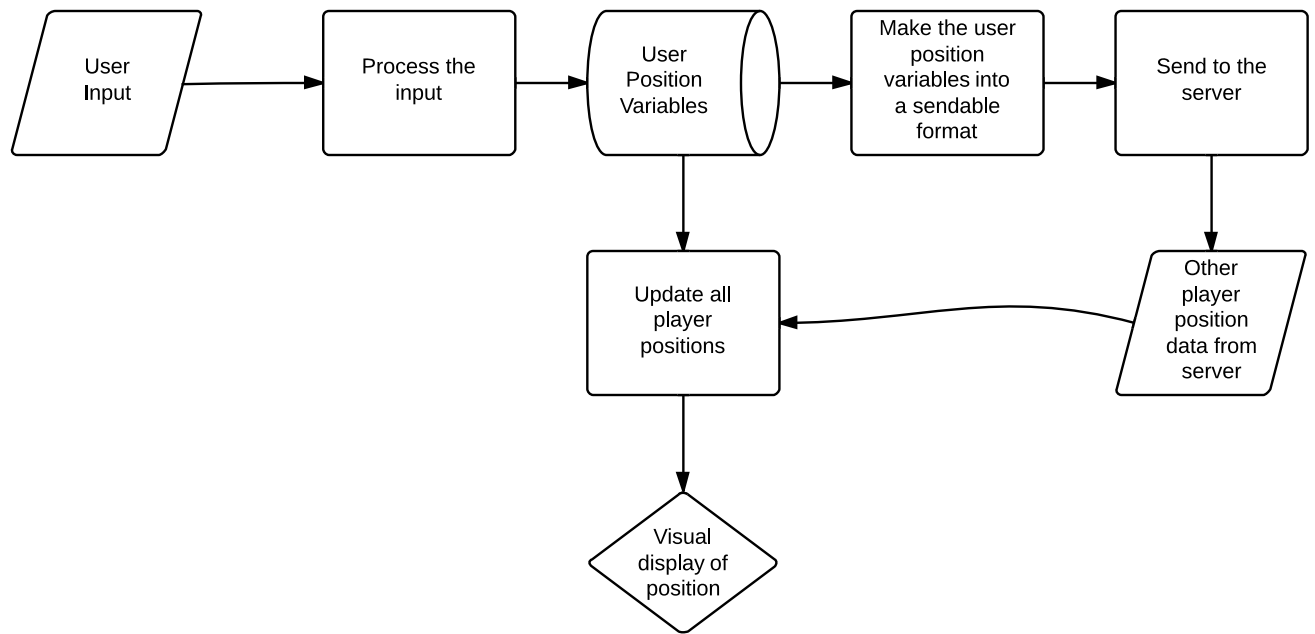 User
Input
Process the
input
User
Position
Variables
Make the user
position
variables into
a sendable
format
Send to the
server
Update all
player
positions
Other
player
position
data from
server
Visual
display of
position